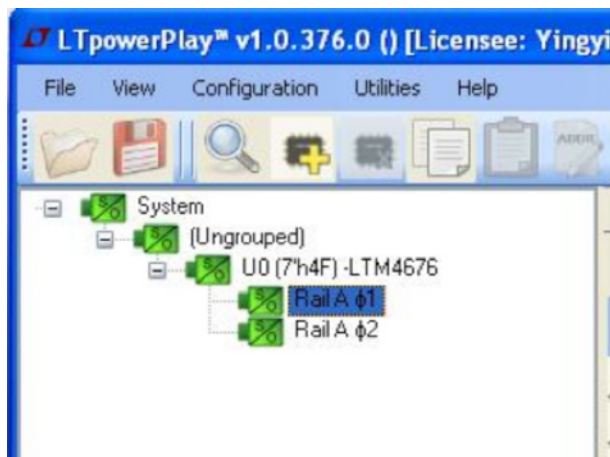 LTpowerPlay™ v1.0.376.0 () [Licensee: Yingyi
File View Configuration Utilities Help
ADDR
System
(Ungrouped)
U0 (7'h4F) -LTM4676
Rail A ϕ1
Rail A ϕ2